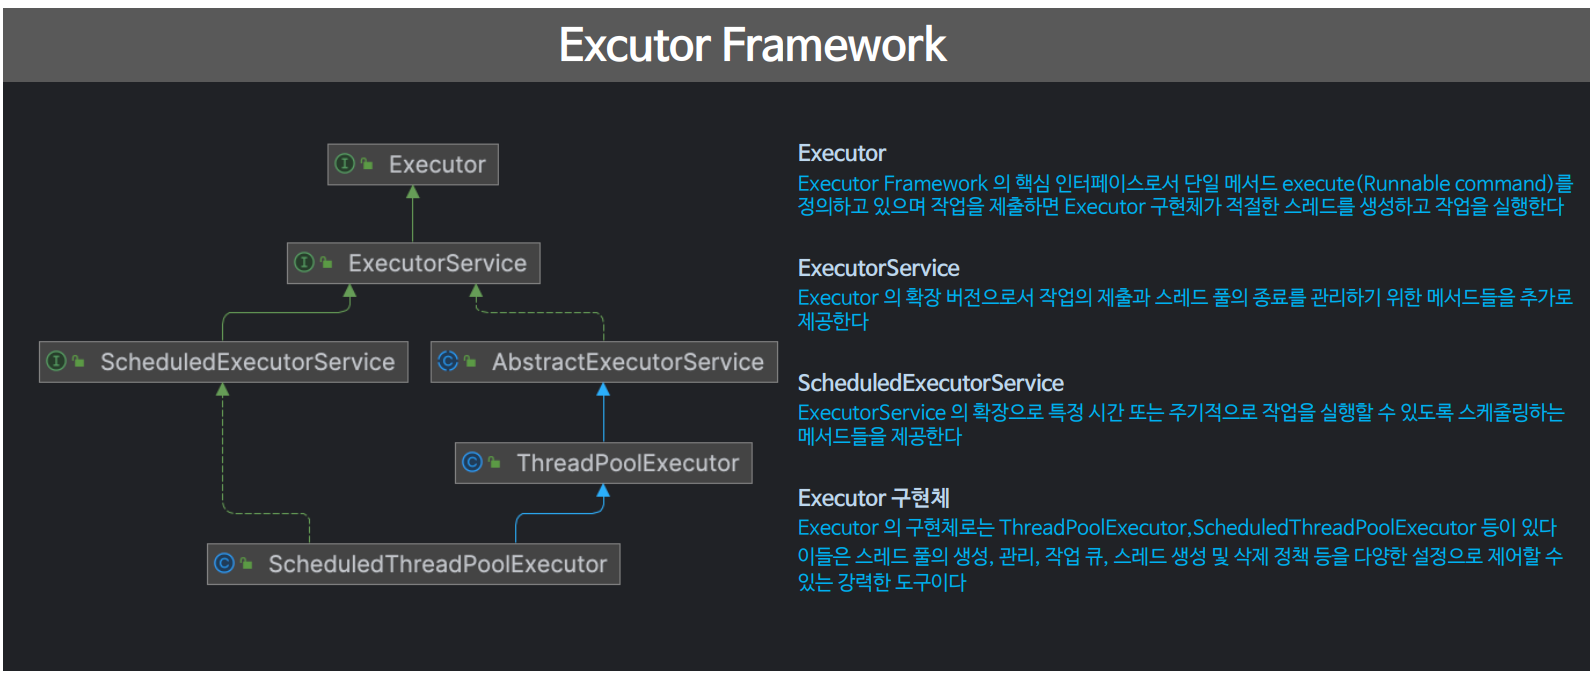 Excutor Framework
Executor
ExecutorService
ScheduledExecutorService
AbstractExecutorService
ThreadPoolExecutor
ScheduledThreadPoolExecutor
Executor
Executor Framework 의 핵심 인터페이스로서 단일 메서드 execute(Runnable command)를
정의하고 있으며 작업을 제출하면 Executor 구현체가 적절한 스레드를 생성하고 작업을 실행한다
ExecutorService
Executor 의 확장 버전으로서 작업의 제출과 스레드 풀의 종료를 관리하기 위한 메서드들을 추가로
제공한다
ScheduledExecutorService
ExecutorService 의 확장으로 특정 시간 또는 주기적으로 작업을 실행할 수 있도록 스케줄링하는
메서드들을 제공한다
Executor 구현체
Executor 의 구현체로는 ThreadPoolExecutor,ScheduledThreadPoolExecutor 등이 있다
이들은 스레드 풀의 생성, 관리, 작업 큐, 스레드 생성 및 삭제 정책 등을 다양한 설정으로 제어할 수
있는 강력한 도구이다